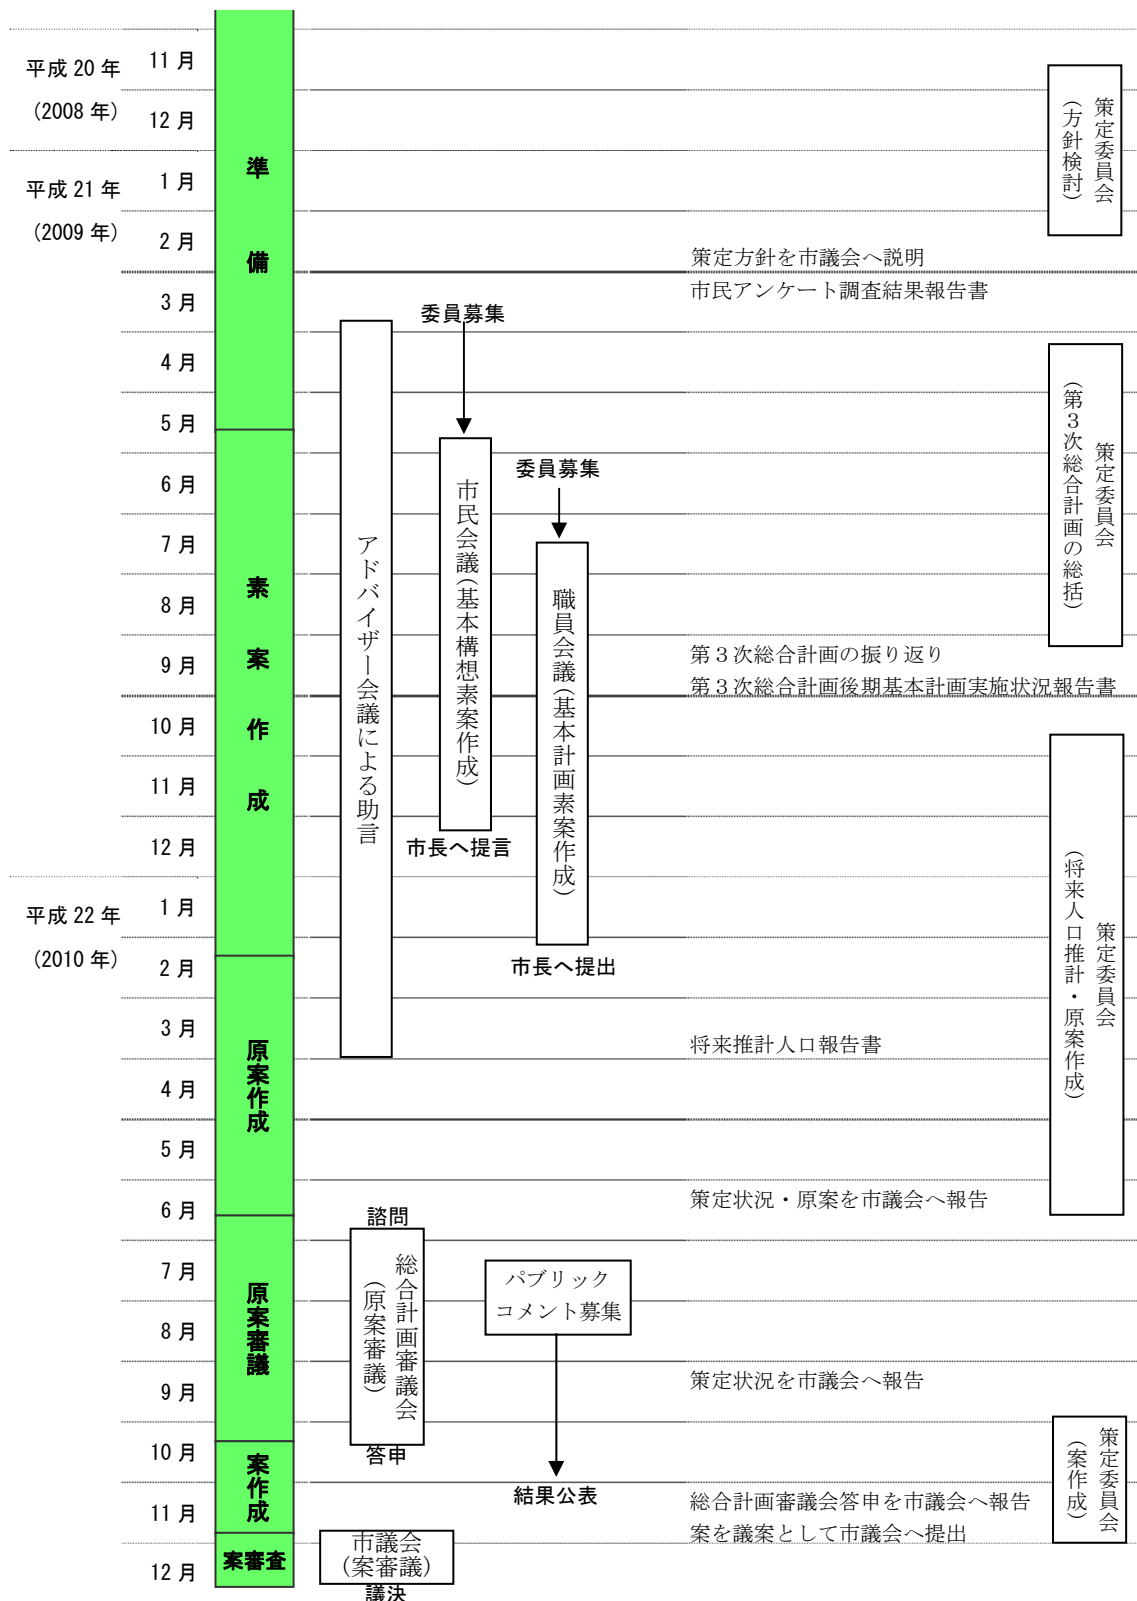 平成 20 年
（2008 年）
11 月
12 月
平成 21 年
（2009 年）
1 月
2 月
3 月
4 月
5 月
6 月
7 月
8 月
9 月
10 月
11 月
12 月
平成 22 年
（2010 年）
1 月
2 月
3 月
4 月
5 月
6 月
7 月
8 月
9 月
10 月
11 月
12 月
準備
素案作成
原案作成
原案審議
案作成
案審査
アドバイザー会議による助言
委員募集
市民会議（基本構想素案作成）
市長へ提言
委員募集
職員会議（基本計画素案作成）
市長へ提出
諮問
総合計画審議会
（原案審議）
答申
パブリック
コメント募集
結果公表
市議会
（案審議）
議決
策定方針を市議会へ説明
市民アンケート調査結果報告書
第３次総合計画の振り返り
第３次総合計画後期基本計画実施状況報告書
将来推計人口報告書
策定状況・原案を市議会へ報告
策定状況を市議会へ報告
総合計画審議会答申を市議会へ報告
案を議案として市議会へ提出
策定委員会
（方針検討）
策定委員会
（第３次総合計画の総括）
策定委員会
（将来人口推計・原案作成）
策定委員会
（案作成）